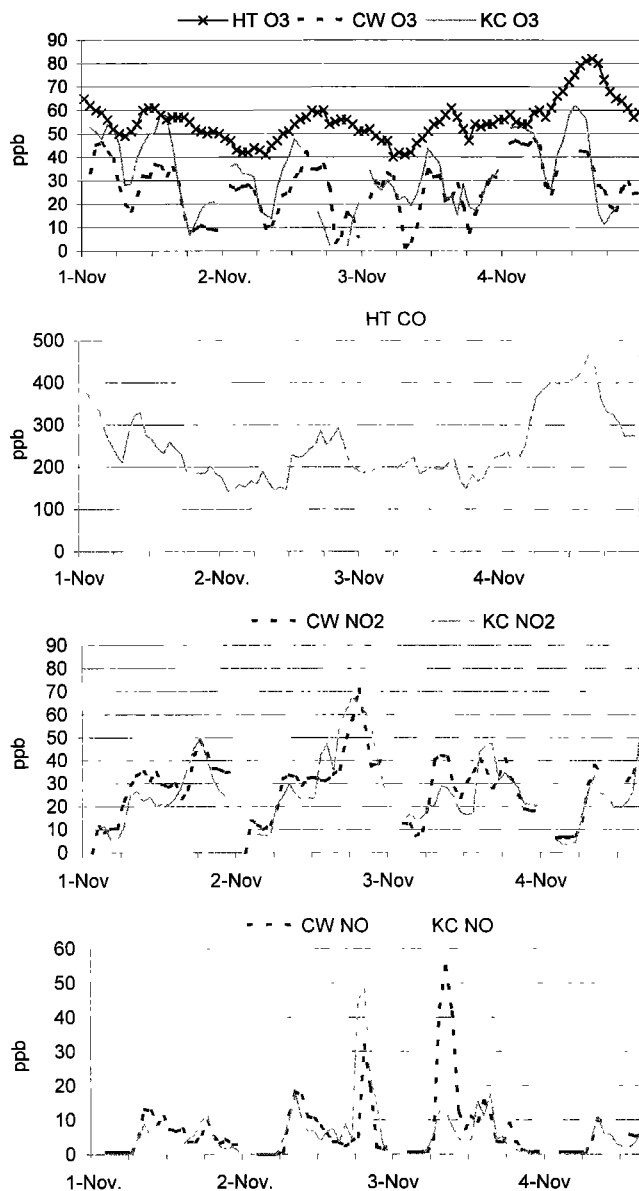 HT O3 CW O3 KC O3
90
80
70
60
50
40
30
20
10
0
ppb
1-Nov 2-Nov. 3-Nov 4-Nov
HT CO
500
400
300
200
100
0
ppb
1-Nov 2-Nov. 3-Nov 4-Nov
CW NO2 KC NO2
90
80
70
60
50
40
30
20
10
0
ppb
1-Nov 2-Nov 3-Nov 4-Nov
CW NO KC NO
60
50
40
30
20
10
0
ppb
1-Nov. 2-Nov. 3-Nov 4-Nov